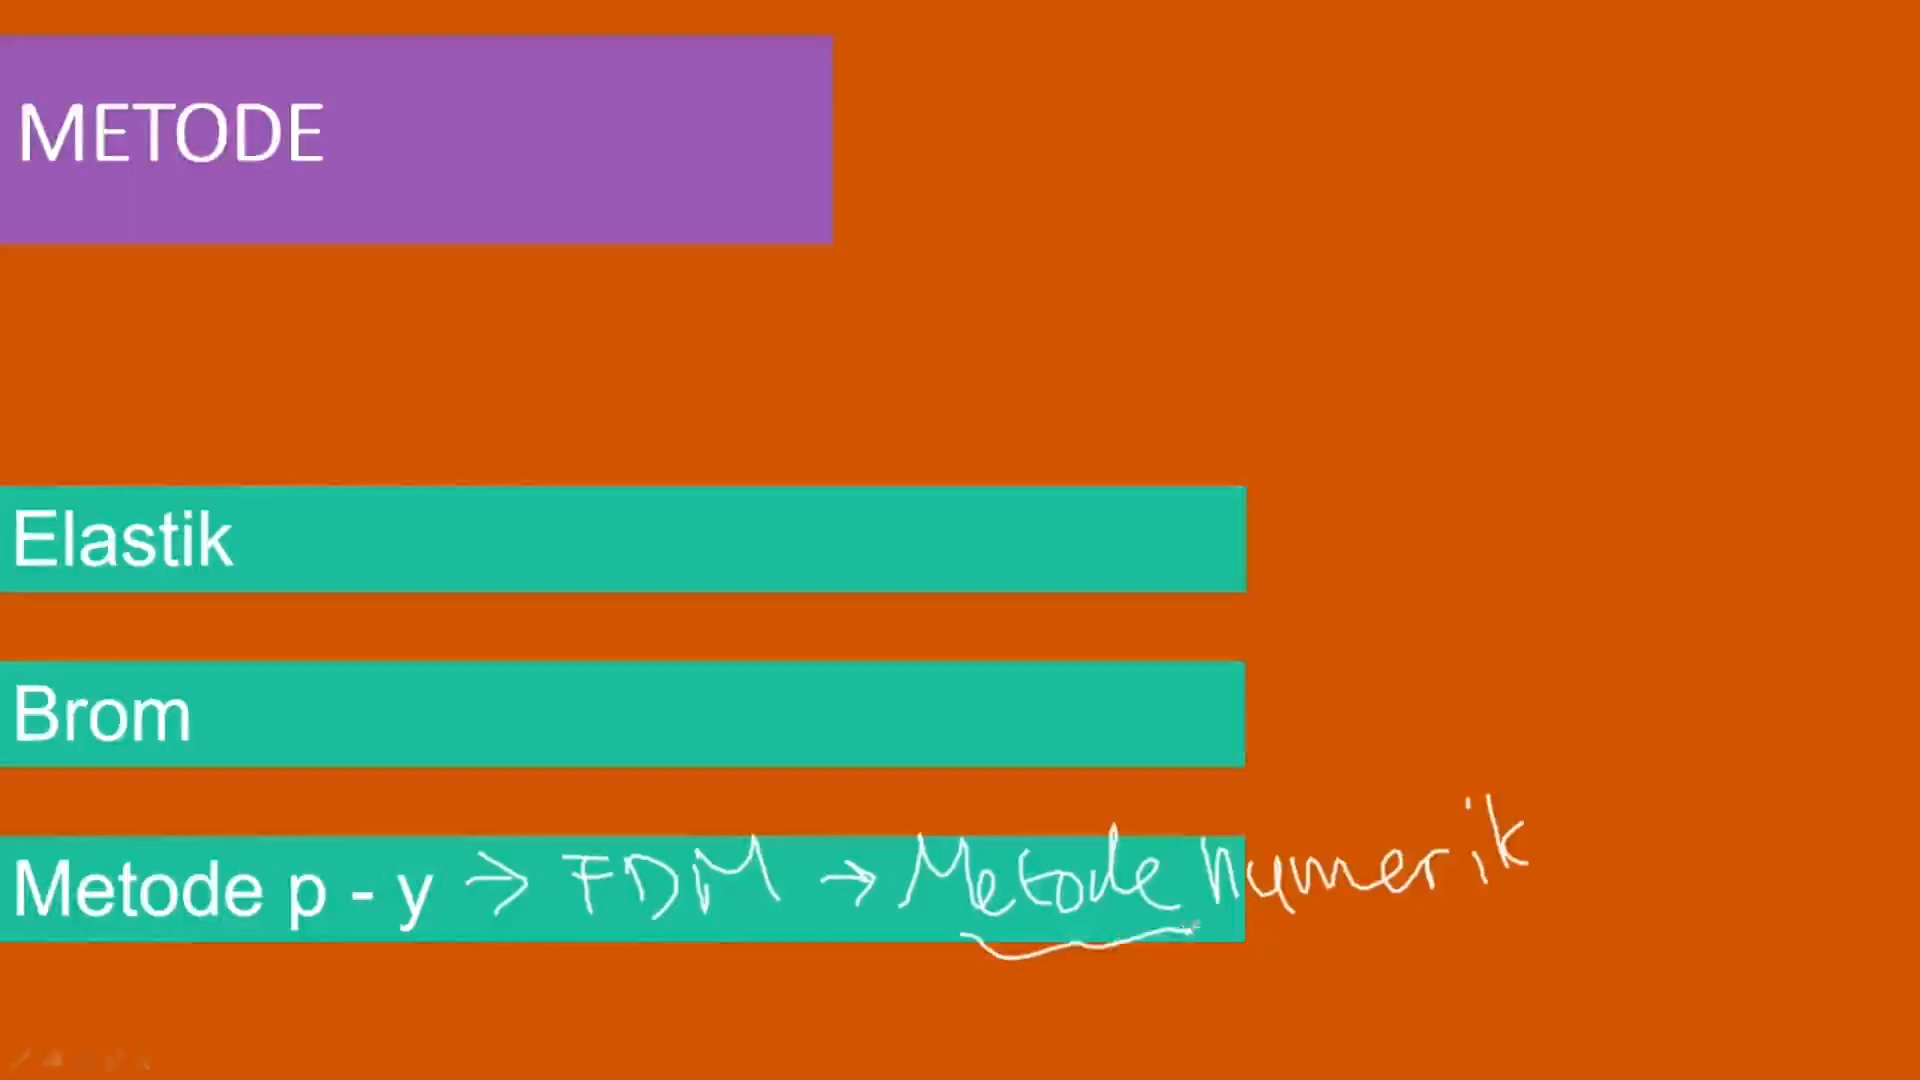 METODE
Elastik
Brom
Metode p - y → FDM → Metode numerik